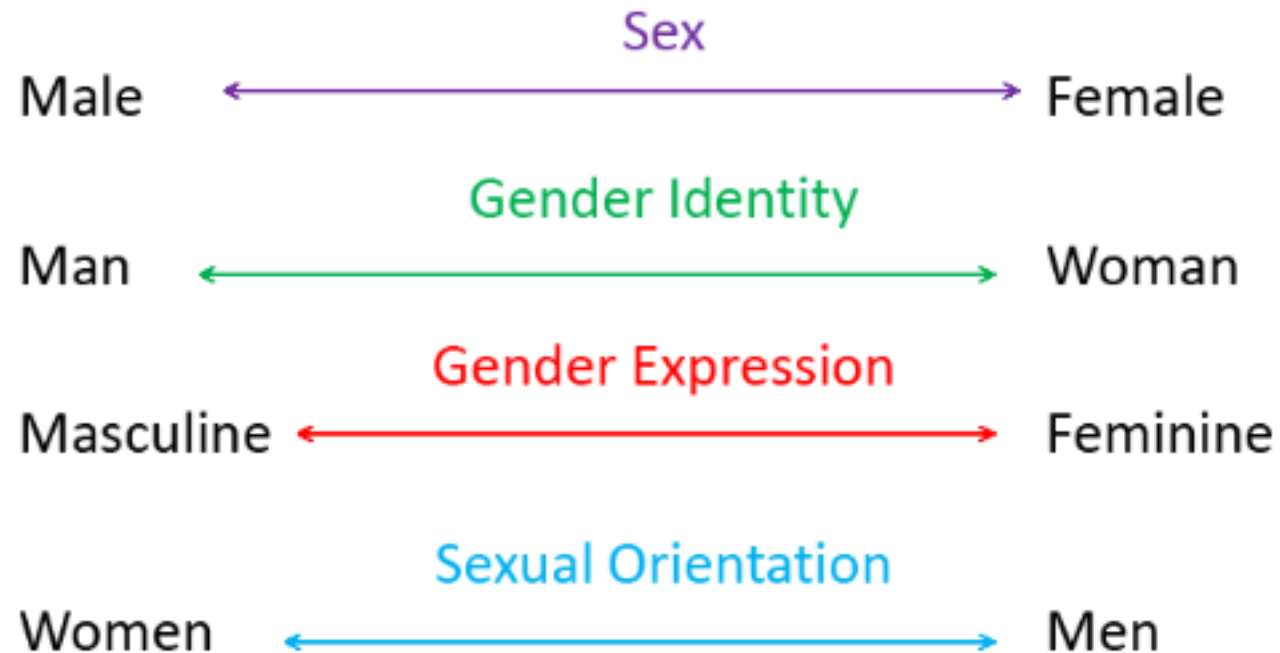 Sex
Male Female
Gender Identity
Man Woman
Gender Expression
Masculine Feminine
Sexual Orientation
Women Men